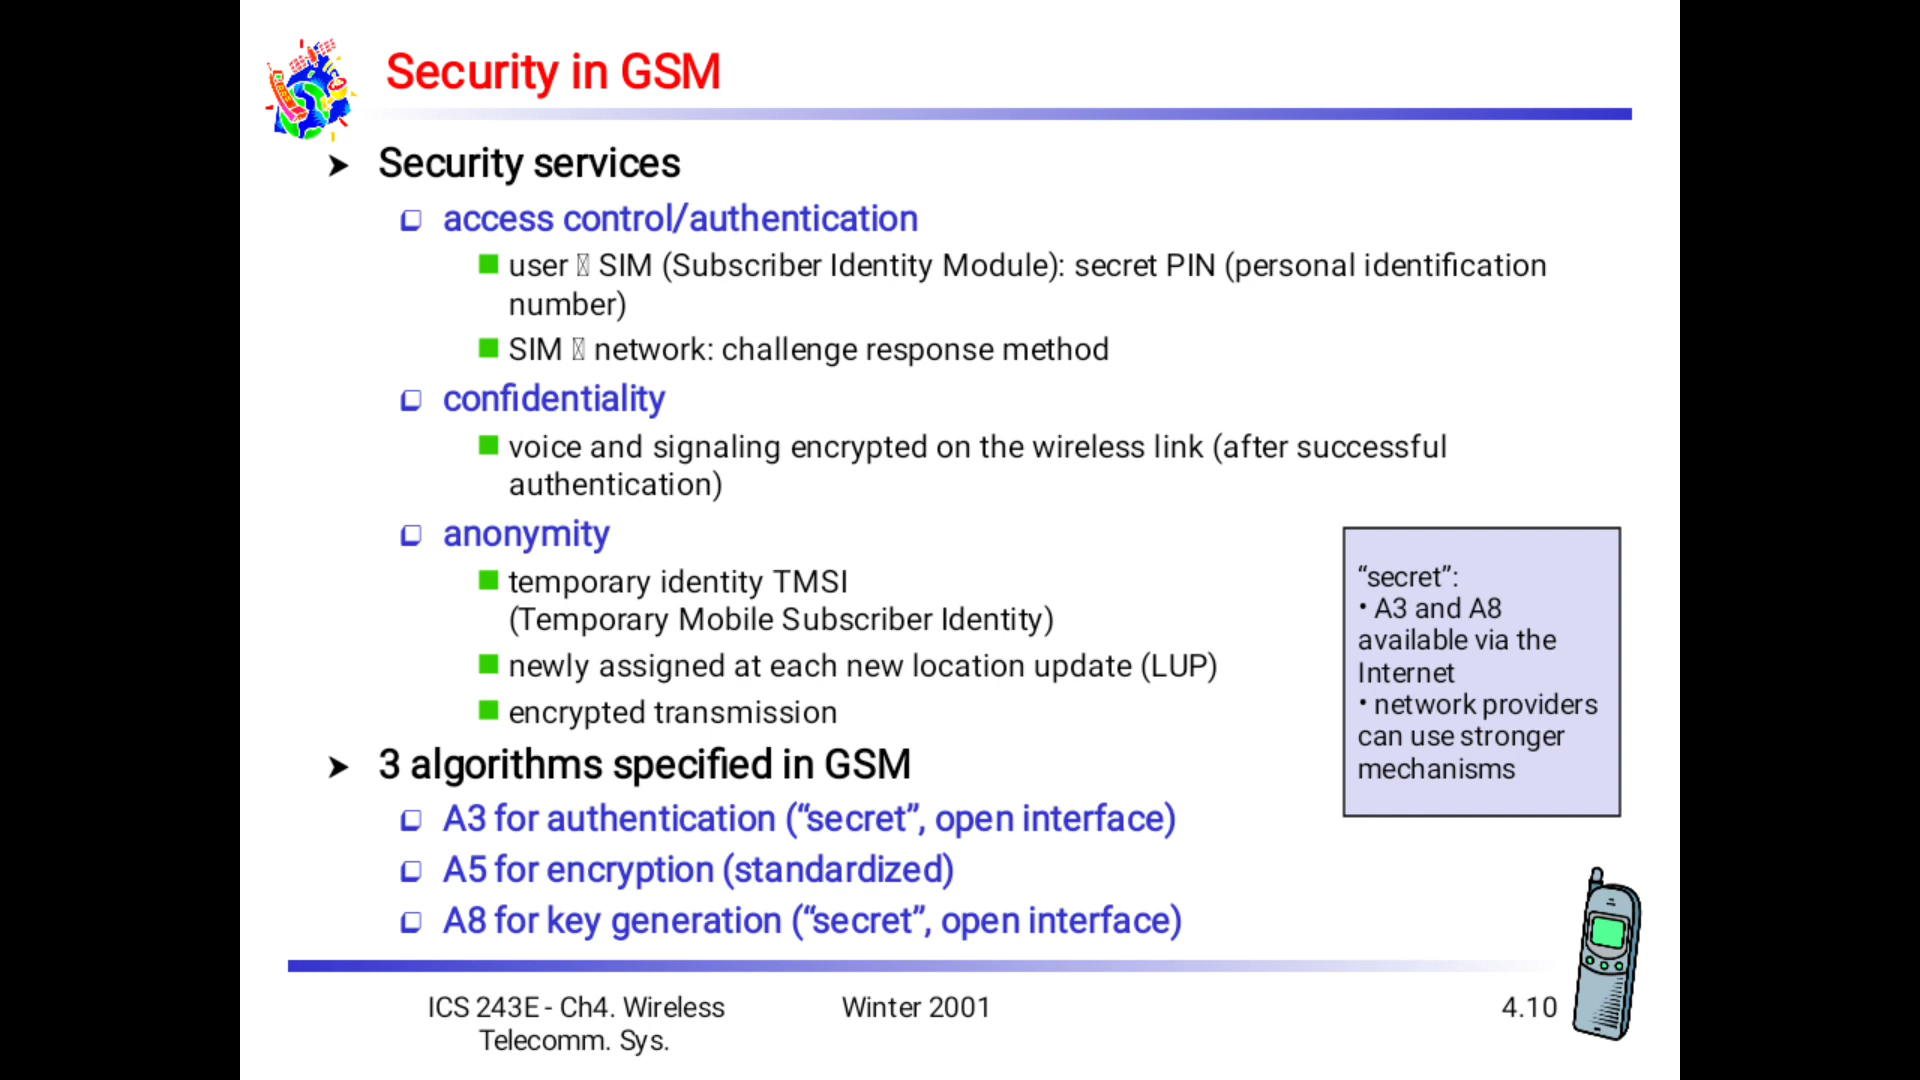 Security in GSM
Security services
access control/authentication
user  SIM (Subscriber Identity Module): secret PIN (personal identification
number)
SIM  network: challenge response method
confidentiality
voice and signaling encrypted on the wireless link (after successful
authentication)
anonymity
temporary identity TMSI
(Temporary Mobile Subscriber Identity)
newly assigned at each new location update (LUP)
encrypted transmission
3 algorithms specified in GSM
A3 for authentication (“secret”, open interface)
A5 for encryption (standardized)
A8 for key generation (“secret”, open interface)
“secret”:
• A3 and A8
available via the
Internet
• network providers
can use stronger
mechanisms
ICS 243E - Ch4. Wireless
Telecomm. Sys.
Winter 2001
4.10